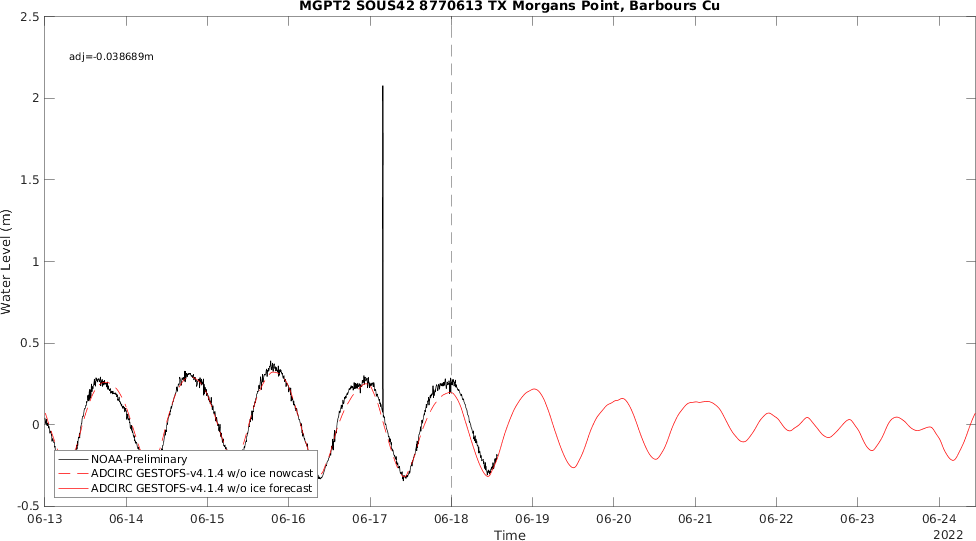 MGPT2 SOUS42 8770613 TX Morgans Point, Barbours Cu
2.5
adj=-0.038689m
2
1.5
Water Level (m)
1
0.5
0
NOAA-Preliminary
ADCIRC GESTOFS-v4.1.4 w/o ice nowcast
ADCIRC GESTOFS-v4.1.4 w/o ice forecast
-0.5
06-13 06-14 06-15 06-16 06-17 06-18 06-19 06-20 06-21 06-22 06-23 06-24
Time
2022